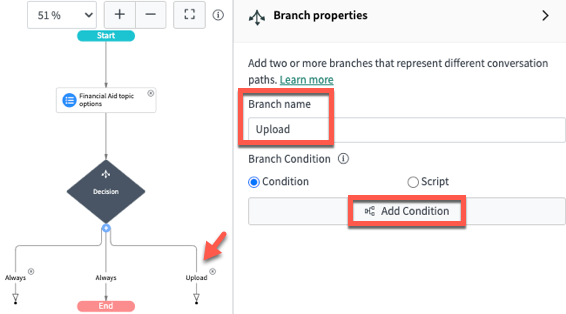 51 %
Start
Financial Aid topic
options
Decision
Always
Always
Upload
End
Branch properties
Add two or more branches that represent different conversation
paths. Learn more
Branch name
Upload
Branch Condition
Condition
Script
Add Condition